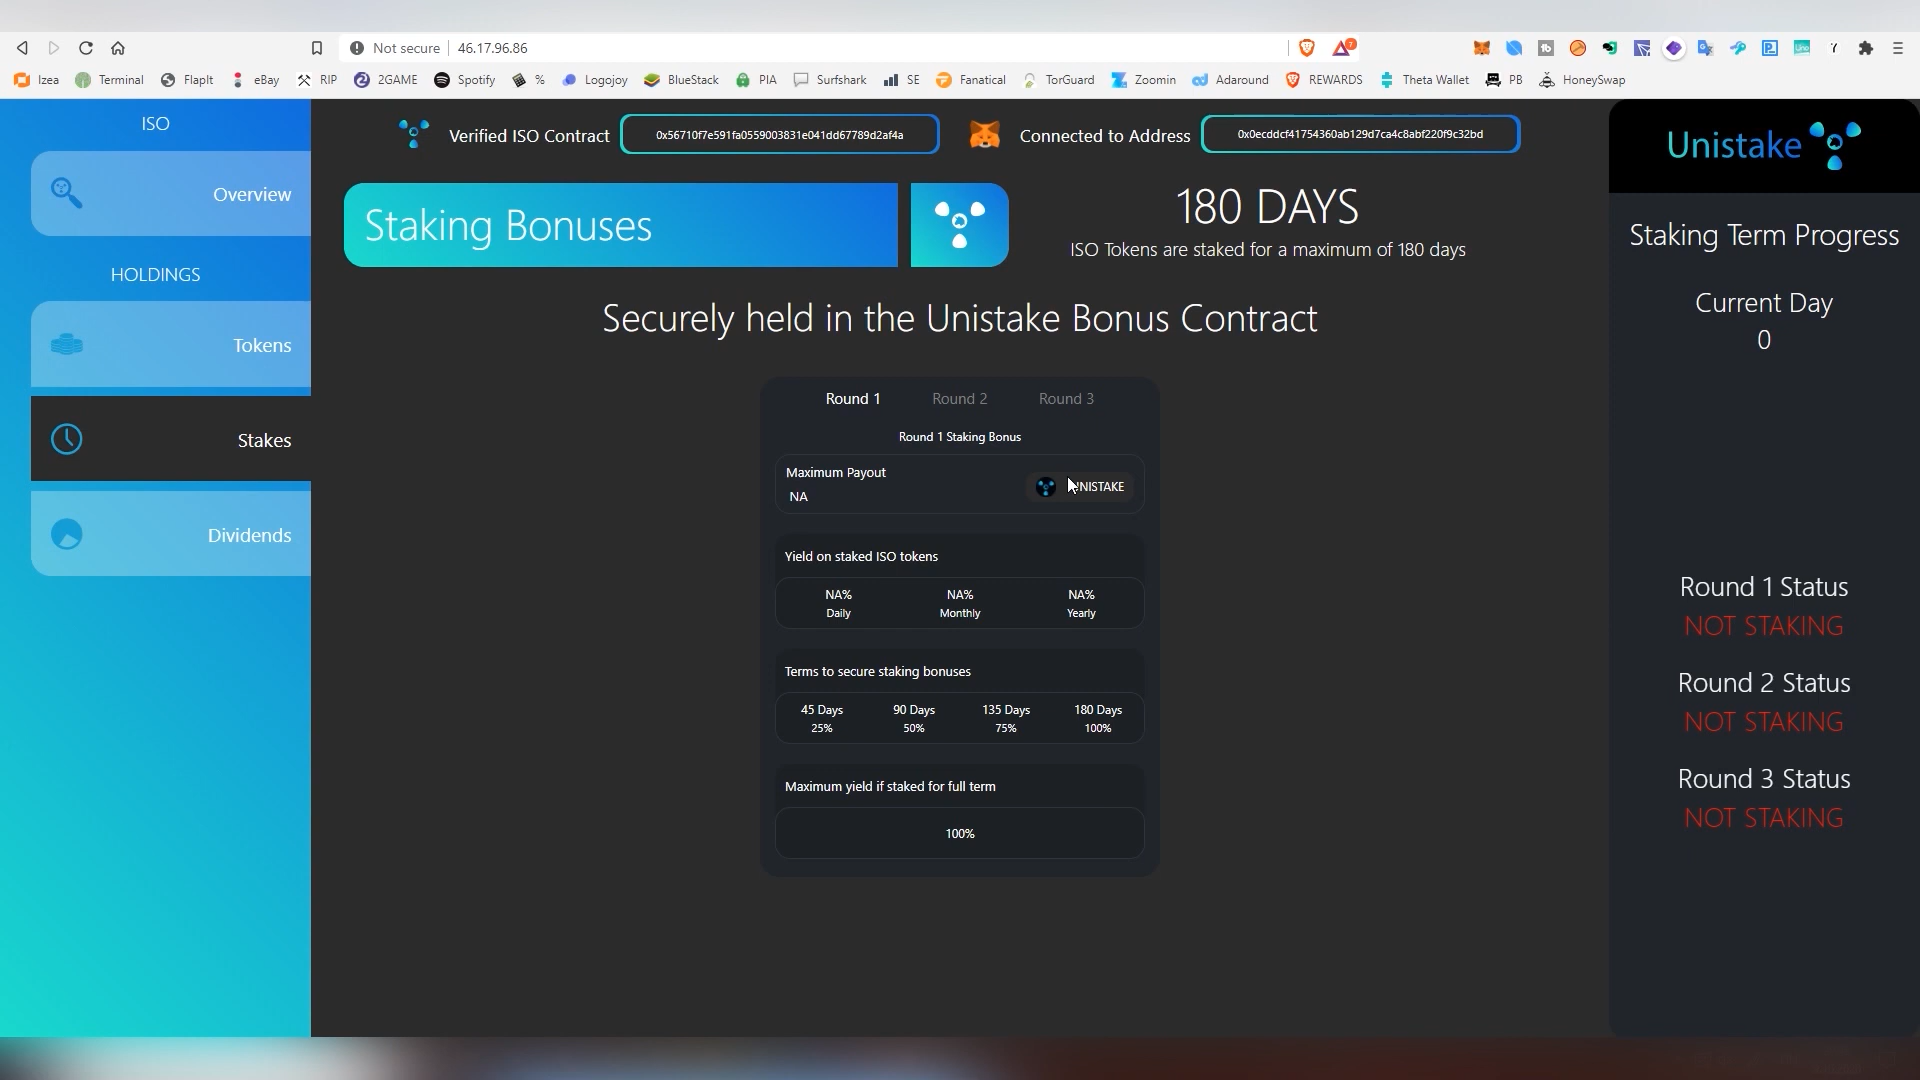 Not secure
46.17.96.86
7
Izea
Terminal
FlapIt
eBay
RIP
2GAME
Spotify
%
Logojoy
BlueStack
PIA
Surfshark
SE
Fanatical
TorGuard
Zoomin
Adaround
REWARDS
Theta Wallet
PB
HoneySwap
ISO
Overview
HOLDINGS
Tokens
Stakes
Dividends
Verified ISO Contract
0x56710f7e591fa0559003831e041dd67789d2af4a
Connected to Address
0x0ecddcf41754360ab129d7ca4c8abf220f9c32bd
Staking Bonuses
180 DAYS
ISO Tokens are staked for a maximum of 180 days
Securely held in the Unistake Bonus Contract
Round 1 Round 2 Round 3
Round 1 Staking Bonus
Maximum Payout
NA
UNISTAKE
Yield on staked ISO tokens
NA% NA% NA%
Daily Monthly Yearly
Terms to secure staking bonuses
45 Days 90 Days 135 Days 180 Days
25% 50% 75% 100%
Maximum yield if staked for full term
100%
Unistake
Staking Term Progress
Current Day
0
Round 1 Status
NOT STAKING
Round 2 Status
NOT STAKING
Round 3 Status
NOT STAKING